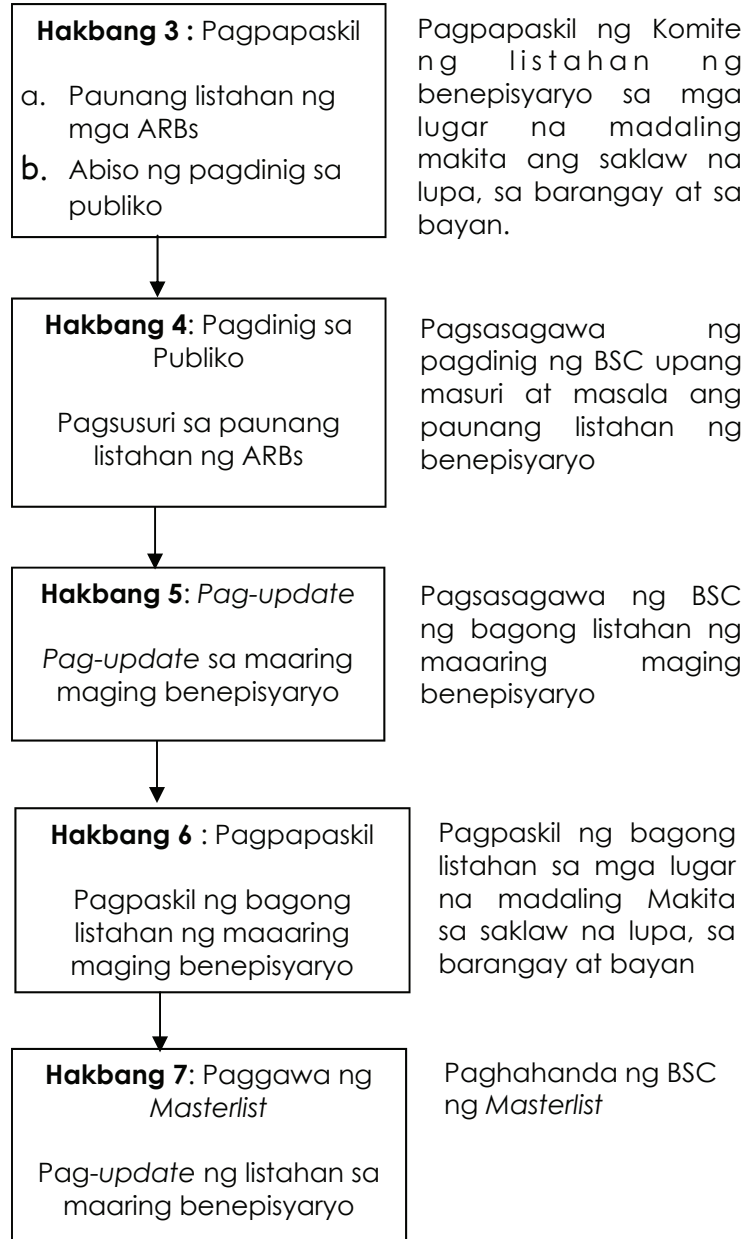 Hakbang 3 : Pagpapaskil
a. Paunang listahan ng
mga ARBs
b. Abiso ng pagdinig sa
publiko
Pagpapaskil ng Komite
ng listahan ng
benepisyaryo sa mga
lugar na madaling
makita ang saklaw na
lupa, sa barangay at sa
bayan.
Hakbang 4: Pagdinig sa
Publiko
Pagsusuri sa paunang
listahan ng ARBs
Pagsasagawa ng
pagdinig ng BSC upang
masuri at masala ang
paunang listahan ng
benepisyaryo
Hakbang 5: Pag-update
Pag-update sa maaring
maging benepisyaryo
Pagsasagawa ng BSC
ng bagong listahan ng
maaaring maging
benepisyaryo
Hakbang 6 : Pagpapaskil
Pagpaskil ng bagong
listahan ng maaaring
maging benepisyaryo
Pagpaskil ng bagong
listahan sa mga lugar
na madaling Makita
sa saklaw na lupa, sa
barangay at bayan
Hakbang 7: Paggawa ng
Masterlist
Pag-update ng listahan sa
maaring benepisyaryo
Paghahanda ng BSC
ng Masterlist